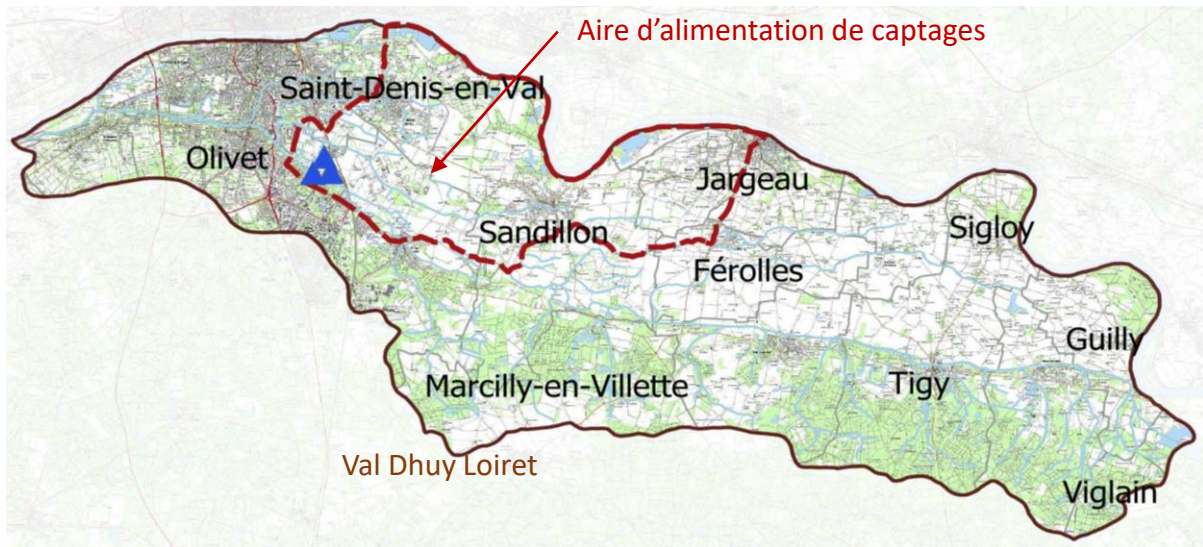 Aire d’alimentation de captages
Saint-Denis-en-Val
Olivet
Jargeau
Sandillon
Sigloy
Férolles
Guilly
Marcilly-en-Villette
Tigy
Val Dhuy Loiret
Viglain